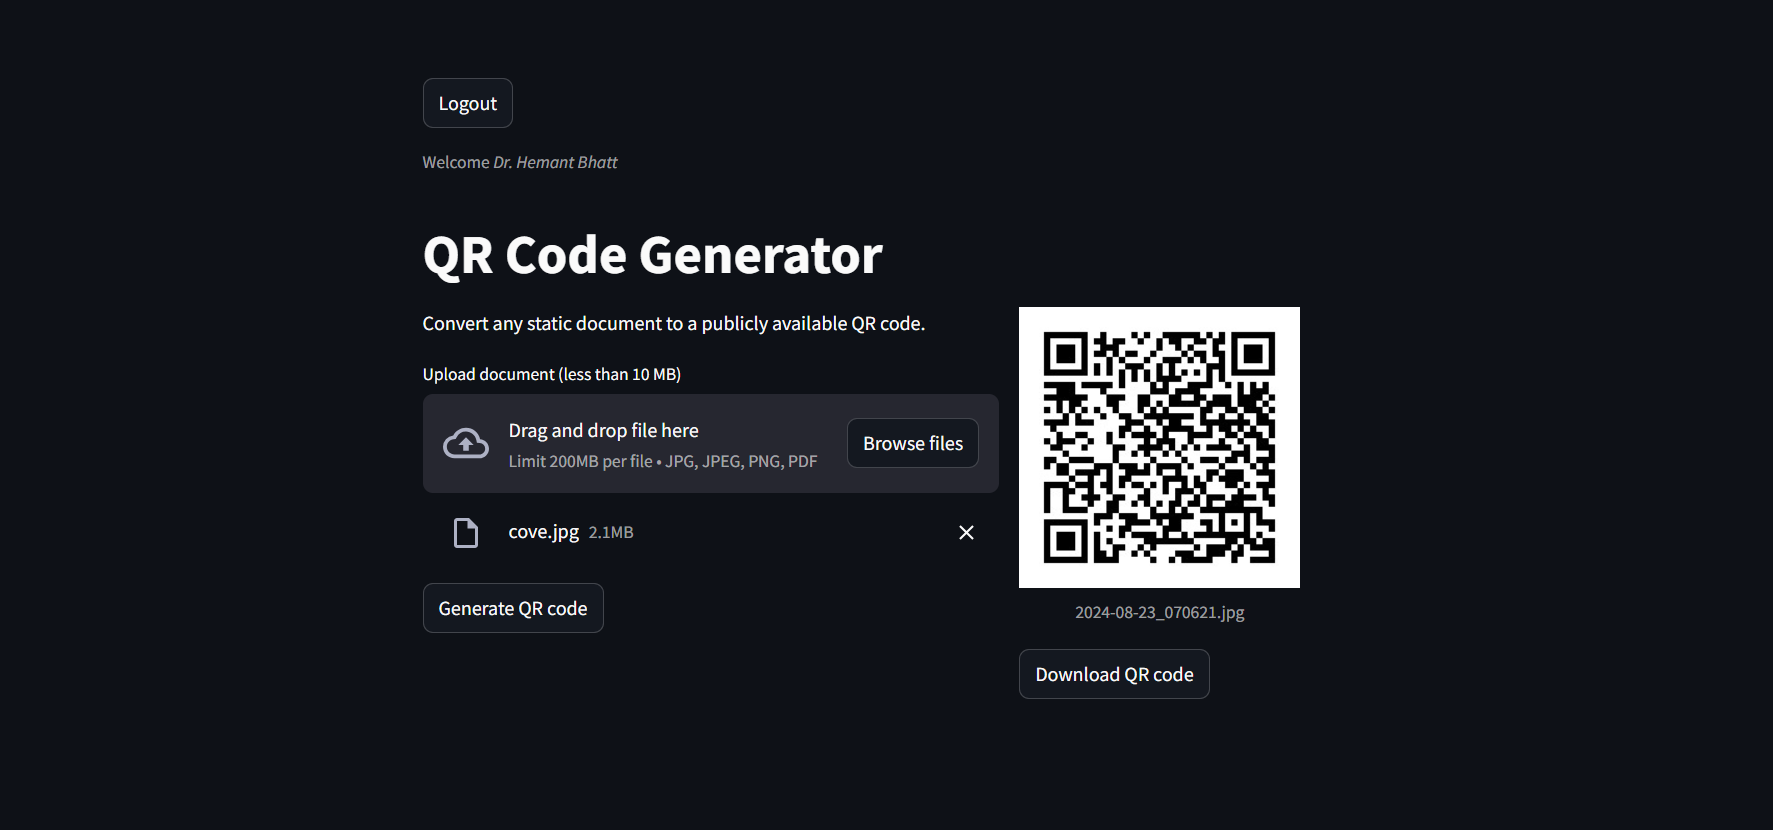 Logout
Welcome Dr. Hemant Bhatt
QR Code Generator
Convert any static document to a publicly available QR code.
Upload document (less than 10 MB)
Drag and drop file here
Limit 200MB per file • JPG, JPEG, PNG, PDF
Browse files
cove.jpg 2.1MB
Generate QR code
2024-08-23_070621.jpg
Download QR code